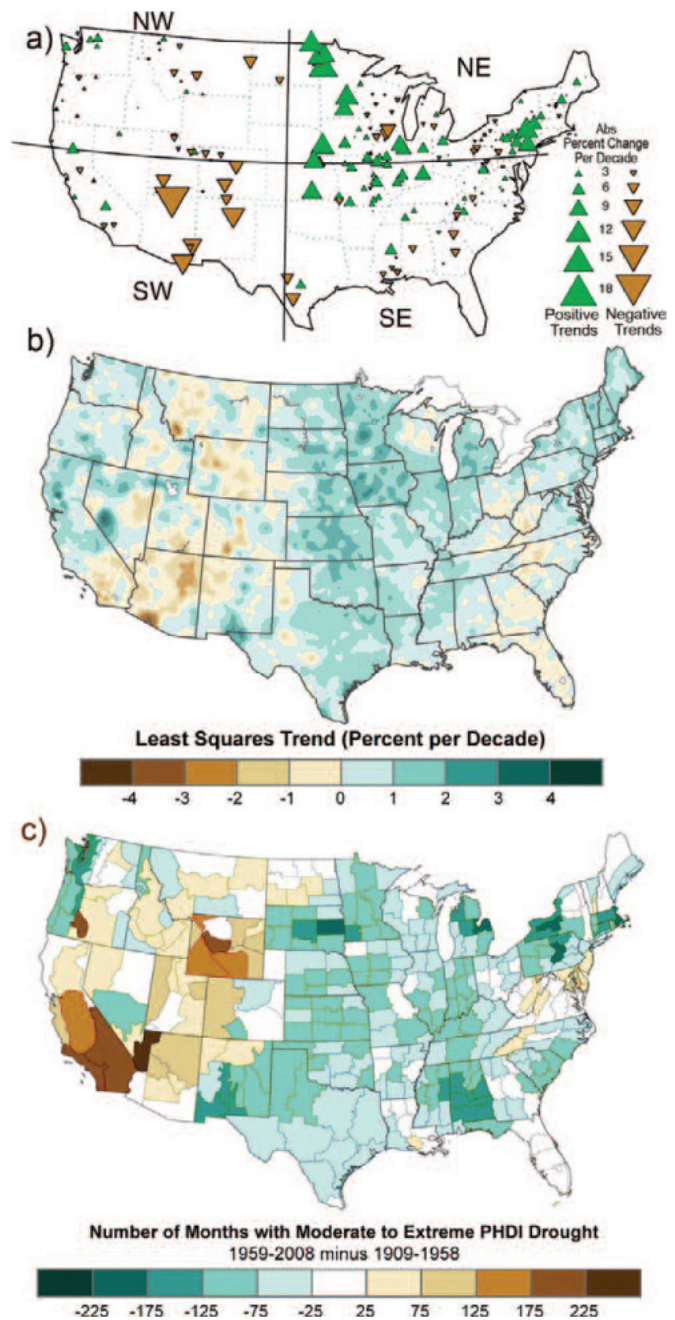 a)
NW
NE
SW
SE
Abs
Percent Change
Per Decade
3
6
9
12
15
18
Positive Negative
Trends Trends
b)
Least Squares Trend (Percent per Decade)
-4 -3 -2 -1 0 1 2 3 4
c)
Number of Months with Moderate to Extreme PHDI Drought
1959-2008 minus 1909-1958
-225 -175 -125 -75 -25 25 75 125 175 225